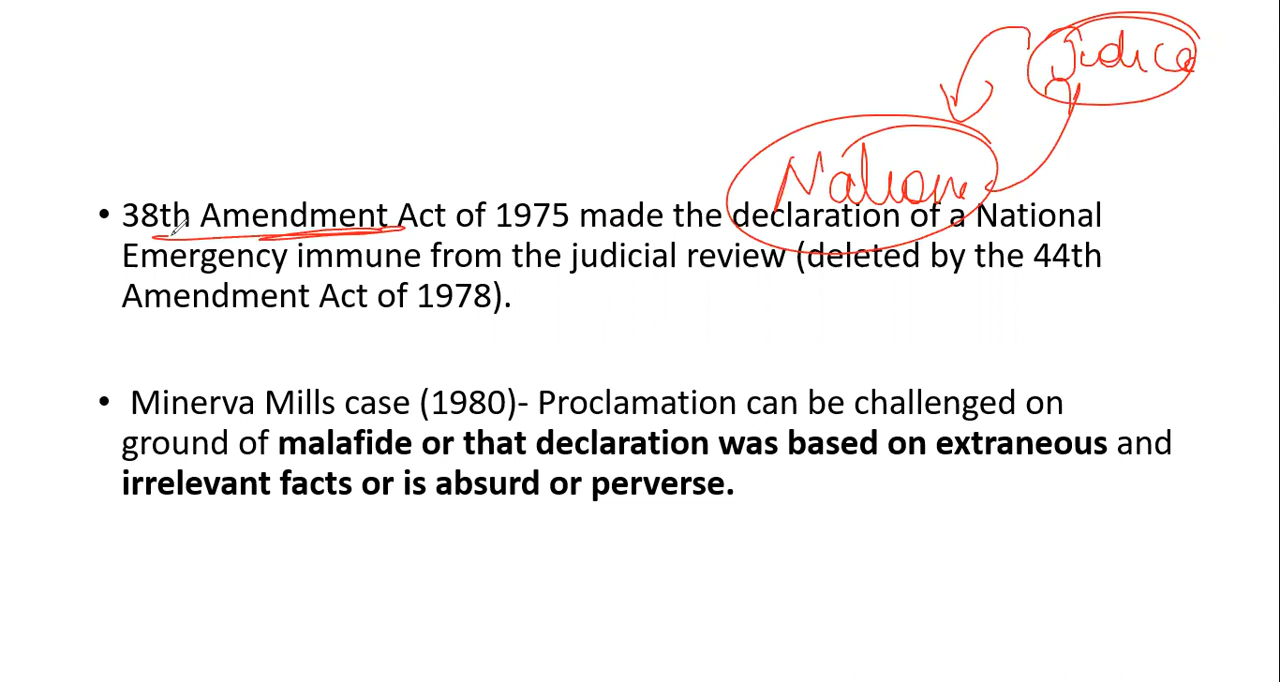 Judica
Nation
• 38th Amendment Act of 1975 made the declaration of a National
Emergency immune from the judicial review (deleted by the 44th
Amendment Act of 1978).
• Minerva Mills case (1980)- Proclamation can be challenged on
ground of malafide or that declaration was based on extraneous and
irrelevant facts or is absurd or perverse.